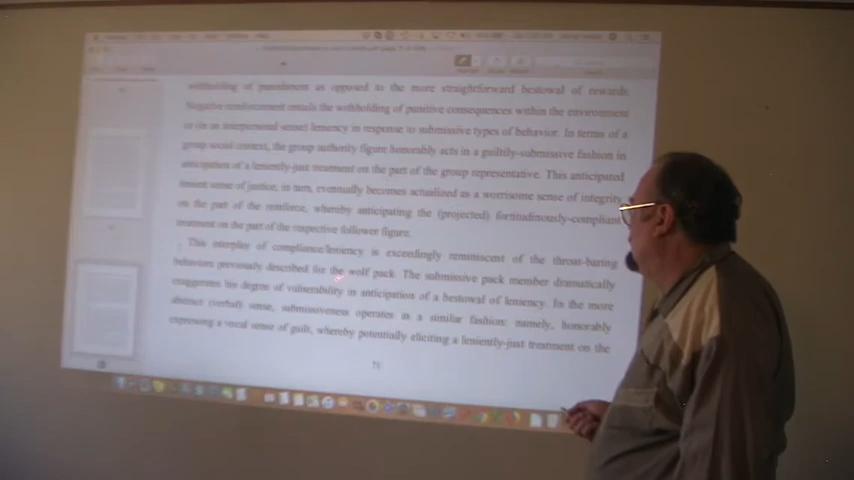 withholding of punishment as opposed to the more straightforward bestowal of rewards.
Negative reinforcement entails the withholding of punitive consequences within the environment
or (in an interpersonal sense) leniency in response to submissive types of behavior. In terms of a
group social context, the group authority figure honorably acts in a guiltily-submissive fashion in
anticipation of a leniently-just treatment on the part of the group representative. This anticipated
lenient sense of justice, in turn, eventually becomes actualized as a worrisome sense of integrity
on the part of the reinforce, whereby anticipating the (projected) fortitudinously-compliant
treatment on the part of the respective follower figure.
This interplay of compliance/leniency is exceedingly reminiscent of the throat-baring
behaviors previously described for the wolf pack. The submissive pack member dramatically
exaggerates his degree of vulnerability in anticipation of a bestowal of leniency. In the more
abstract (verbal) sense, submissiveness operates in a similar fashion: namely, honorably
expressing a vocal sense of guilt, whereby potentially eliciting a leniently-just treatment on the